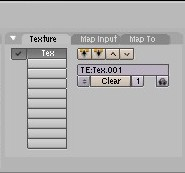 Texture Map Input Map To
Tex
TE:Tex.001
Clear 1